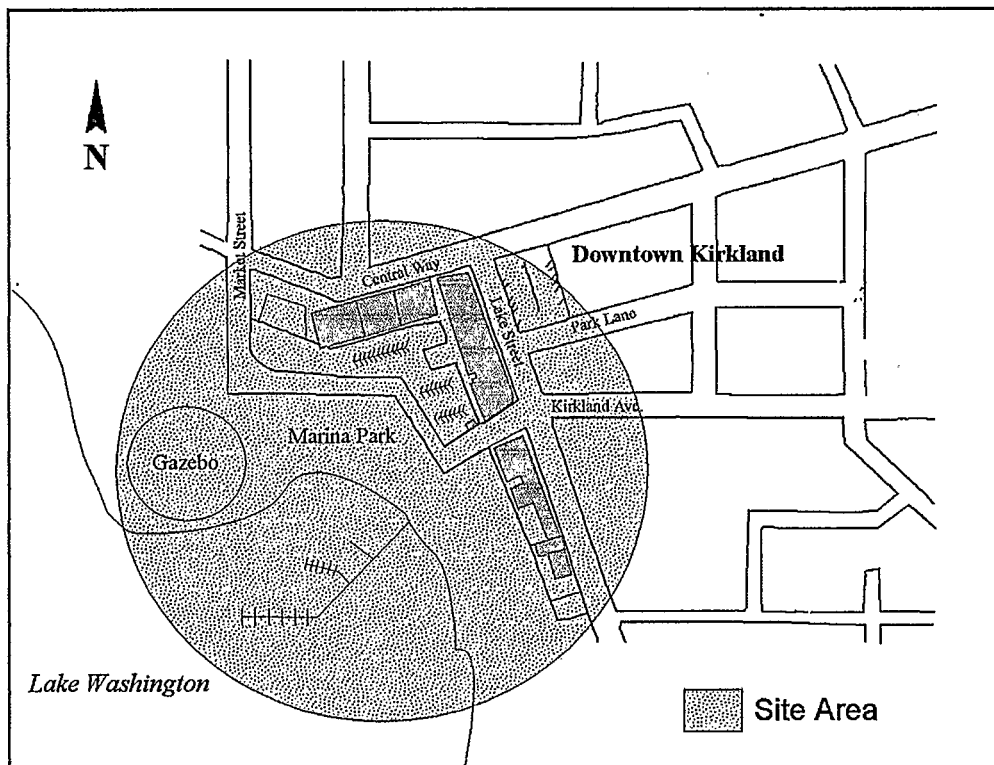 N
Market Street
Central Way
Downtown Kirkland
Lake Street
Park Lane
Kirkland Ave.
Marina Park
Gazebo
Lake Washington
Site Area